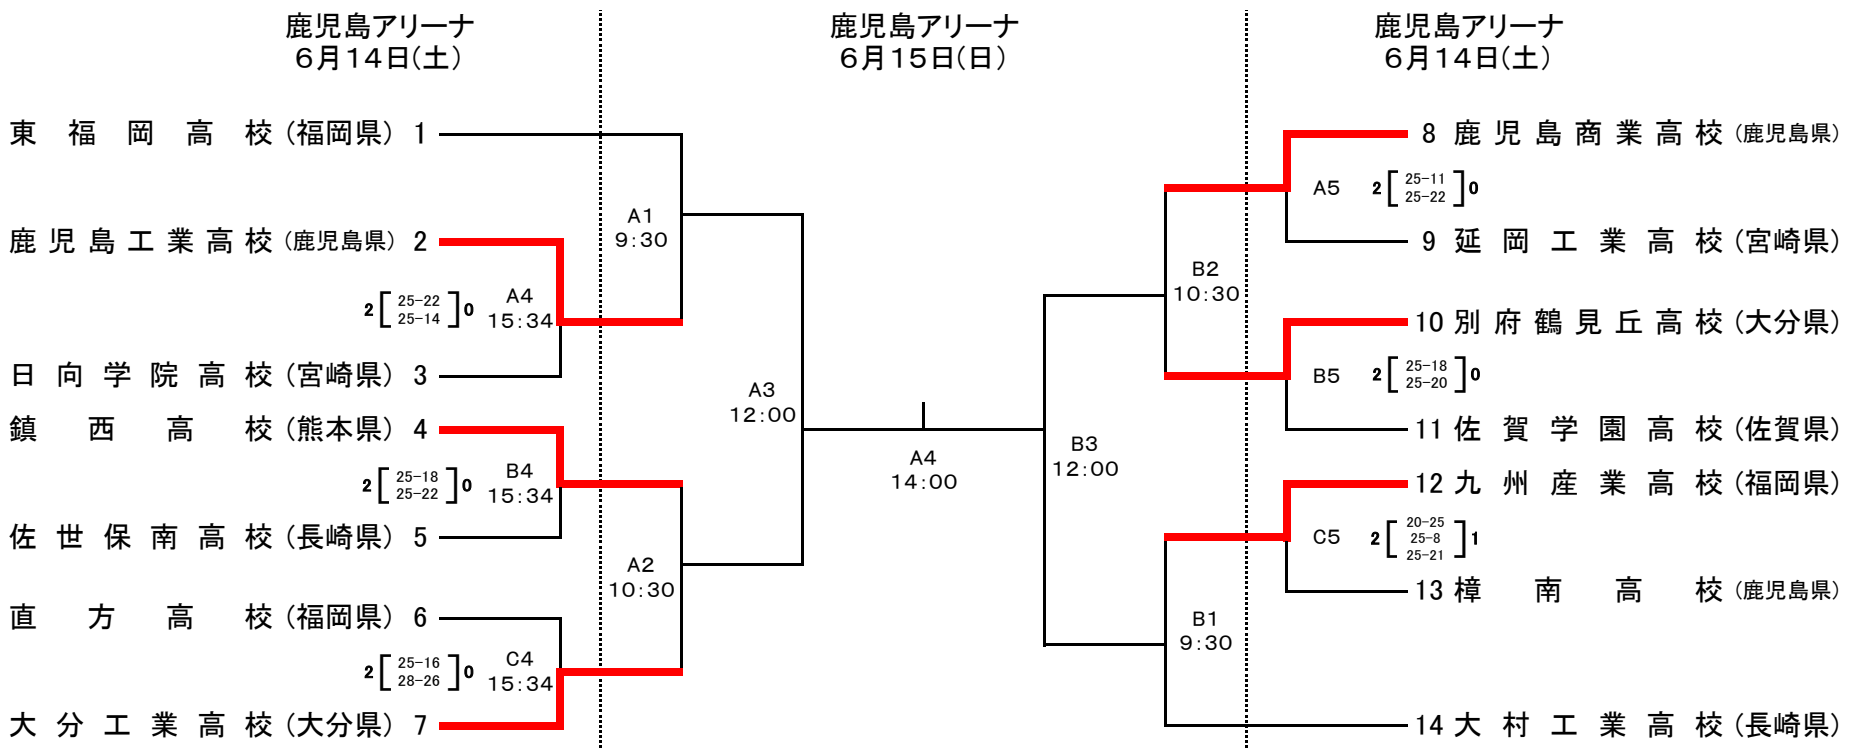 鹿児島アリーナ
6月14日(土)
鹿児島アリーナ
6月15日(日)
鹿児島アリーナ
6月14日(土)
東福岡高校(福岡県) 1
A1
9:30
鹿児島工業高校(鹿児島県) 2
2[25-22 25-14]0
A4
15:34
日向学院高校(宮崎県) 3
鎮西高校(熊本県) 4
2[25-18 25-22]0
B4
15:34
佐世保南高校(長崎県) 5
A2
10:30
直方高校(福岡県) 6
2[25-16 28-26]0
C4
15:34
大分工業高校(大分県) 7
A3
12:00
A4
14:00
B3
12:00
B2
10:30
B1
9:30
8 鹿児島商業高校(鹿児島県)
A5 2[25-11 25-22]0
9 延岡工業高校(宮崎県)
10 別府鶴見丘高校(大分県)
B5 2[25-18 25-20]0
11 佐賀学園高校(佐賀県)
12 九州産業高校(福岡県)
C5 2[20-25 25-8 25-21]1
13 樟南高校(鹿児島県)
14 大村工業高校(長崎県)